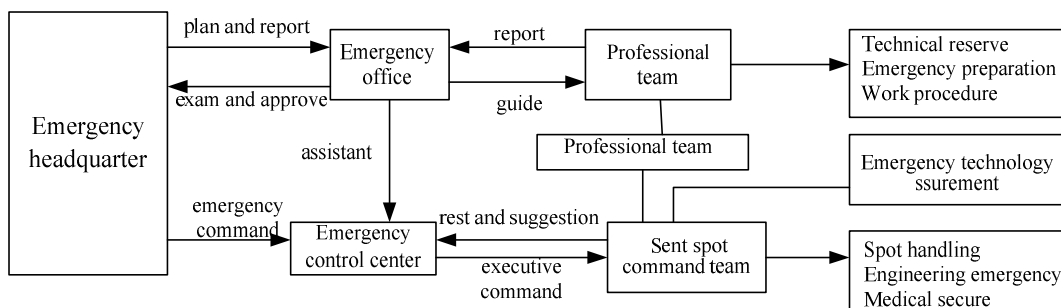 plan and report
Emergency
office
exam and approve
report
guide
Professional
team
Technical reserve
Emergency preparation
Work procedure
Emergency
headquarter
assistant
Professional team
Emergency technology
ssurement
emergency
command
Emergency
control center
rest and suggestion
executive
command
Sent spot
command team
Spot handling
Engineering emergency
Medical secure